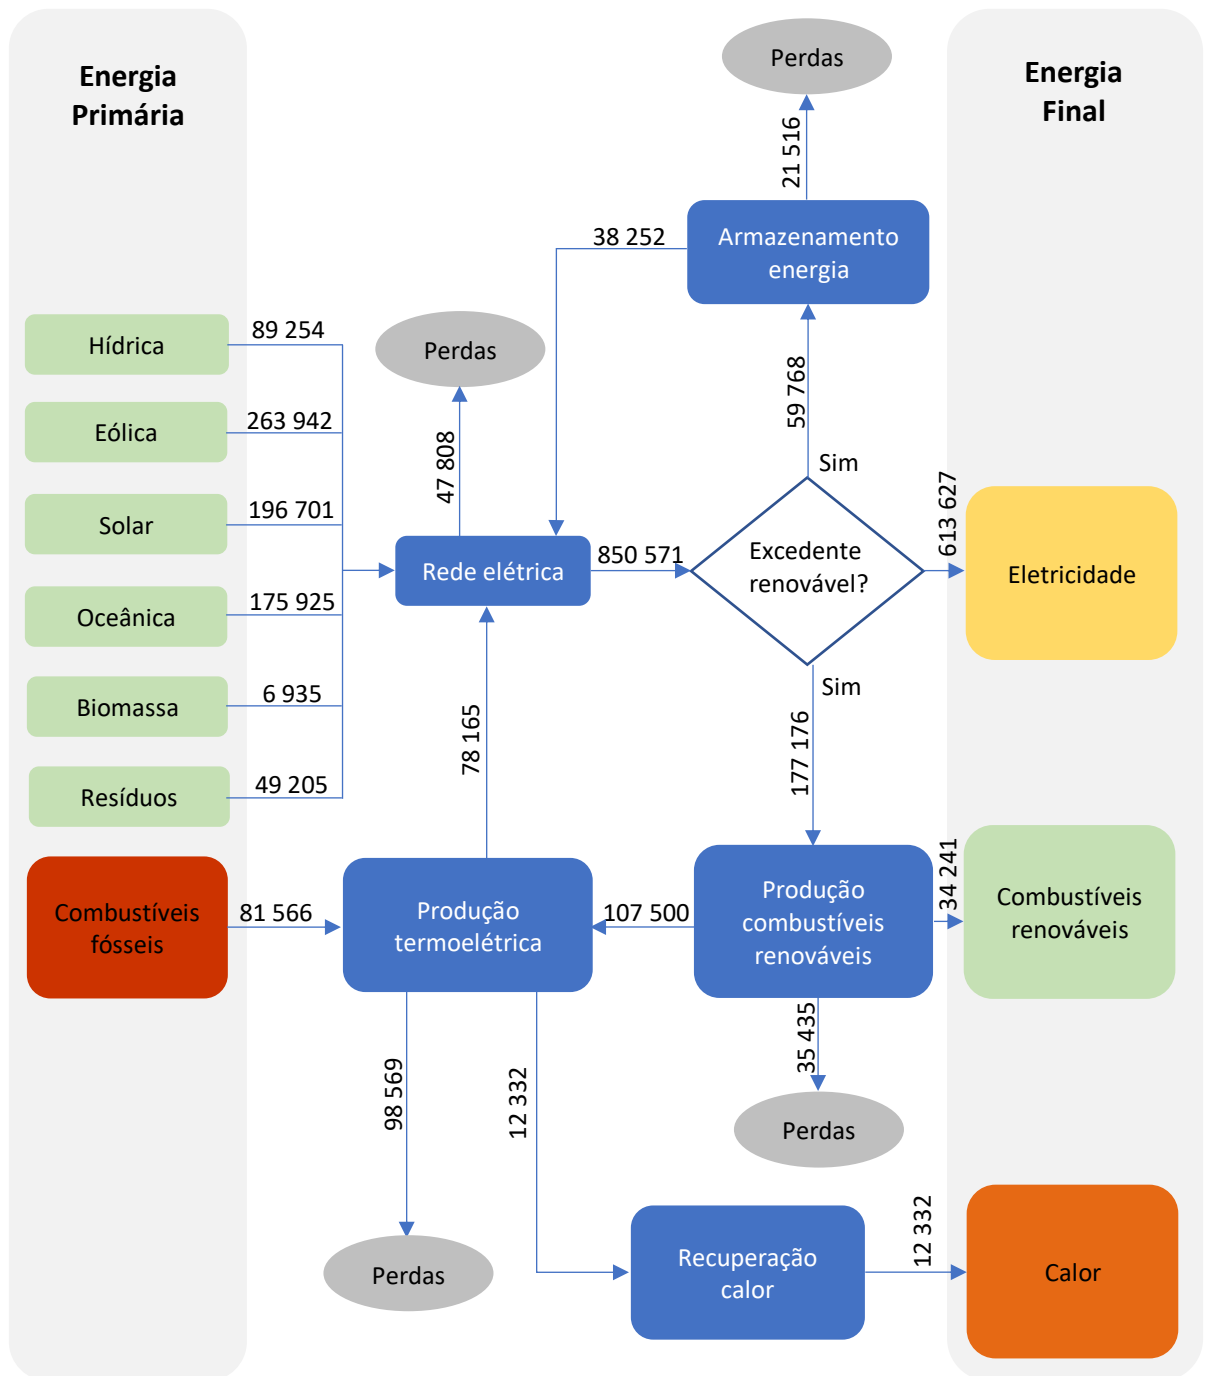 Energia
Primária
Energia
Final
Perdas
21 516
Armazenamento
energia
38 252
59 768
Hídrica
89 254
Perdas
Eólica
263 942
47 808
Sim
613 627
Solar
196 701
Rede elétrica
850 571
Excedente
renovável?
Eletricidade
Oceânica
175 925
Sim
Biomassa
6 935
78 165
177 176
Resíduos
49 205
Combustíveis
fósseis
81 566
Produção
termoelétrica
107 500
Produção
combustíveis
renováveis
34 241
Combustíveis
renováveis
98 569
12 332
35 435
Perdas
Perdas
Recuperação
calor
12 332
Calor